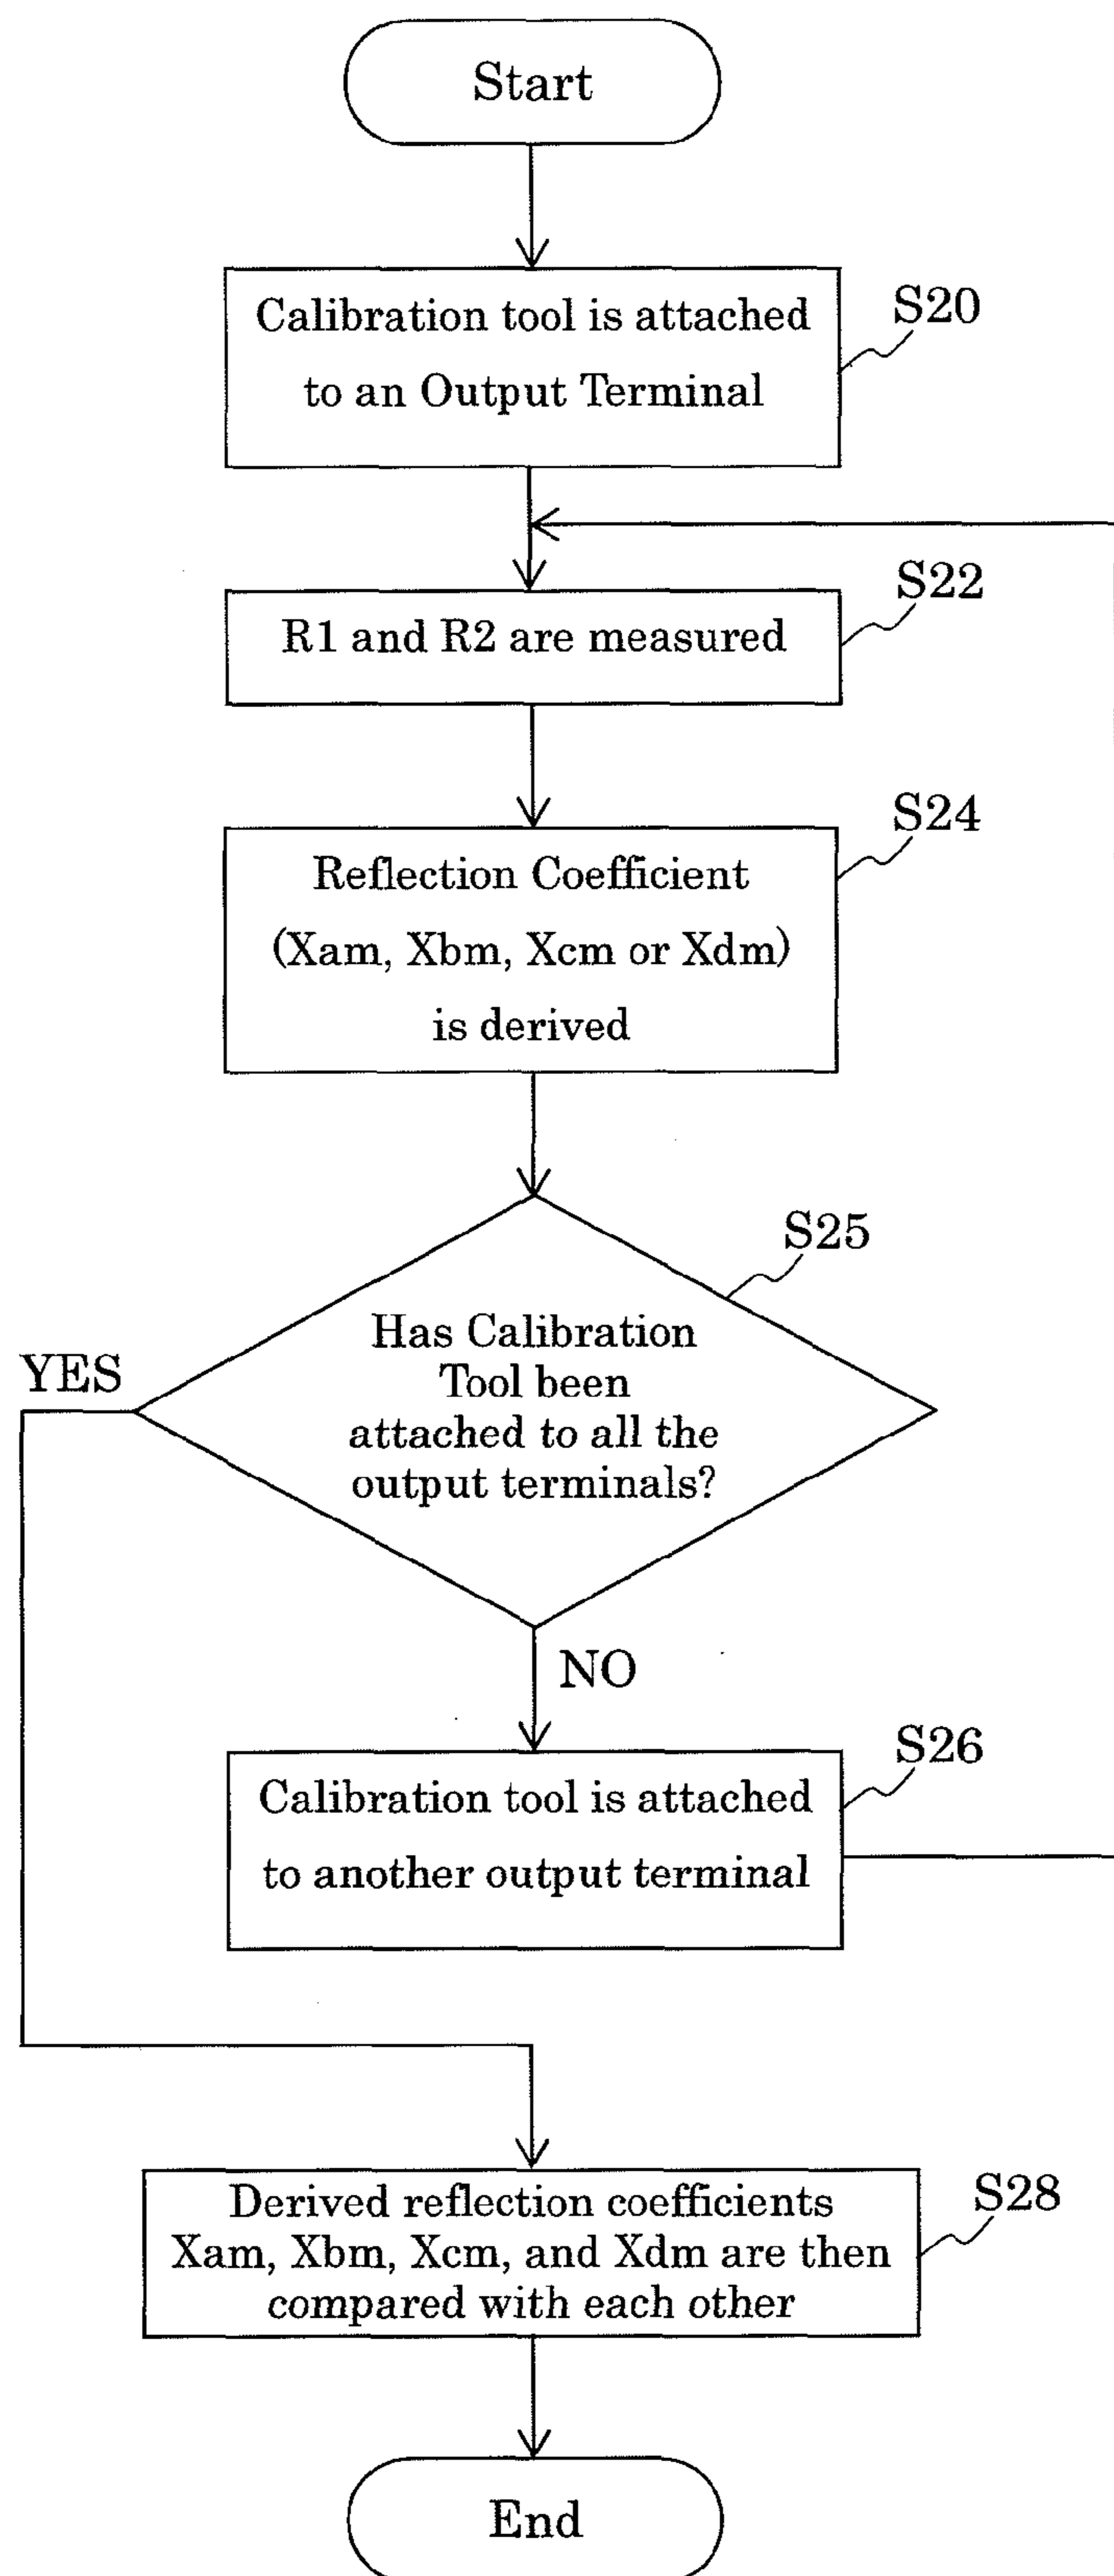 Start
Calibration tool is attached
to an Output Terminal
S20
R1 and R2 are measured
S22
Reflection Coefficient
(Xam, Xbm, Xcm or Xdm)
is derived
S24
Has Calibration
Tool been
attached to all the
output terminals?
S25
YES
NO
Calibration tool is attached
to another output terminal
S26
Derived reflection coefficients
Xam, Xbm, Xcm, and Xdm are then
compared with each other
S28
End